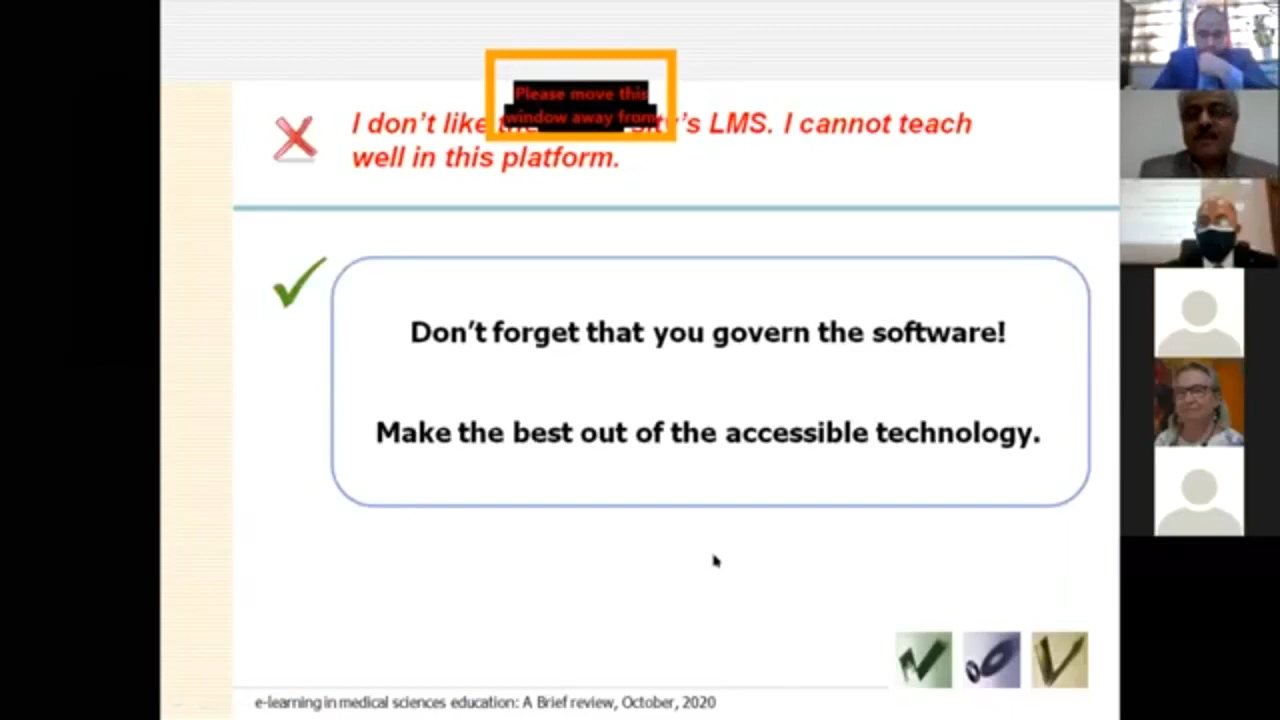 Please move this
window away from
I don't like the sity's LMS. I cannot teach
well in this platform.
Don't forget that you govern the software!
Make the best out of the accessible technology.
e-learning in medical sciences education: A Brief review, October, 2020